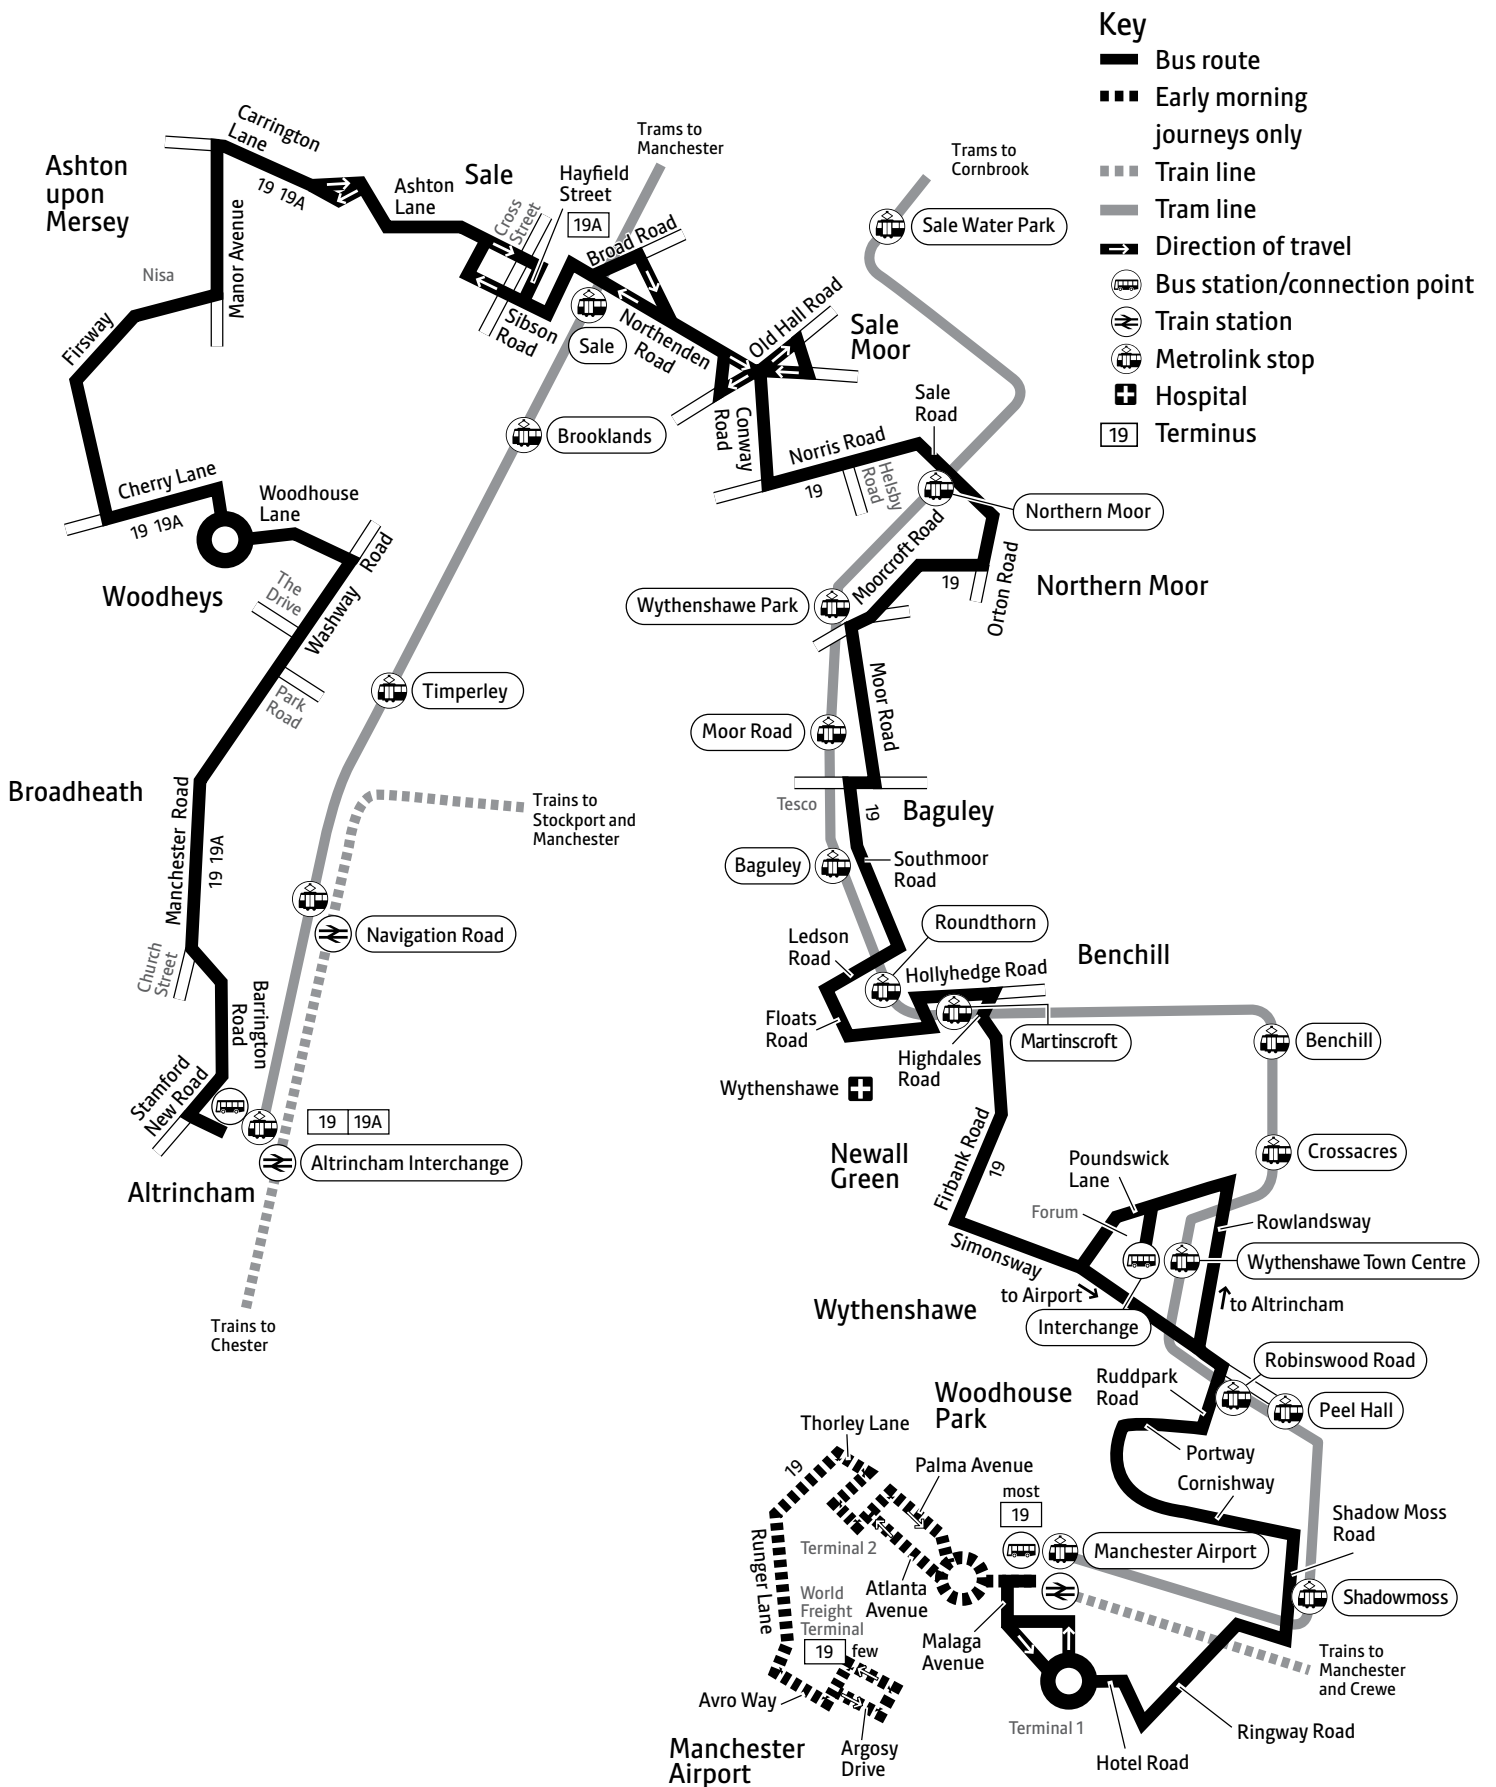 Key
Bus route
Early morning
journeys only
Train line
Tram line
Direction of travel
Bus station/connection point
Train station
Metrolink stop
Hospital
19 Terminus
Carrington
Lane
Ashton
upon
Mersey
19 19A
Ashton
Lane
Sale
Cross
Street
Hayfield
Street
19A
Trams to
Manchester
Broad Road
Trams to
Cornbrook
Sale Water Park
Nisa
Manor Avenue
Firsway
Sibson
Road
Sale
Northenden
Road
Old Hall Road
Sale
Moor
Brooklands
Conway
Road
Sale
Road
Norris Road
19
Helsby
Road
Northern Moor
Cherry Lane
19 19A
Woodhouse
Lane
Woodheys
The
Drive
Washway
Road
Park
Road
Moorcroft Road
19
Orton Road
Northern Moor
Wythenshawe Park
Timperley
Moor Road
Moor Road
Broadheath
Manchester Road
19 19A
Trains to
Stockport and
Manchester
Tesco
19
Baguley
Baguley
Southmoor
Road
Navigation Road
Church
Street
Barrington
Road
Ledson
Road
Roundthorn
Hollyhedge Road
Benchill
Floats
Road
Highdales
Road
Martinscroft
Benchill
Wythenshawe
Stamford
New Road
19 19A
Altrincham Interchange
Altrincham
Trains to
Chester
Newall
Green
Firbank Road
19
Poundswick
Lane
Crossacres
Forum
Rowlandsway
Simonsway
Wythenshawe Town Centre
to Airport
to Altrincham
Wythenshawe
Interchange
Robinswood Road
Ruddpark
Road
Peel Hall
Woodhouse
Park
Thorley Lane
19
Palma Avenue
Portway
Cornishway
most
19
Shadow Moss
Road
Runger Lane
Terminal 2
Manchester Airport
Atlanta
Avenue
World
Freight
Terminal
19 few
Shadowmoss
Malaga
Avenue
Trains to
Manchester
and Crewe
Avro Way
Argosy
Drive
Terminal 1
Ringway Road
Hotel Road
Manchester
Airport